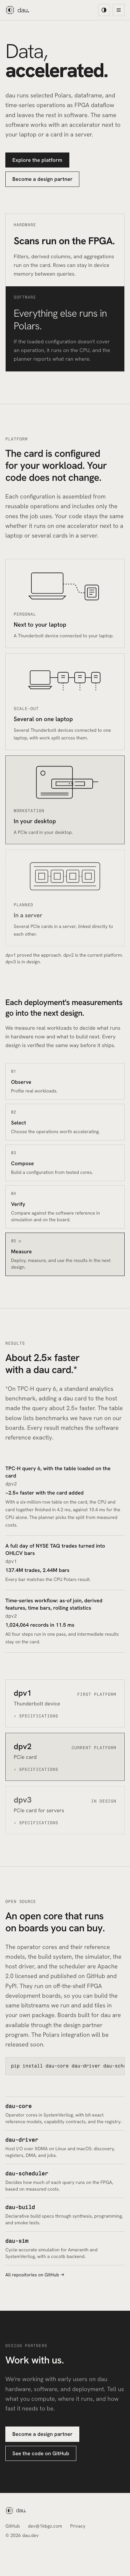 dau.
Data,
accelerated.
dau runs selected Polars, dataframe, and
time-series operations as FPGA dataflow
and leaves the rest in software. The same
workflows works with an accelerator next to
your laptop or a card in a server.
Explore the platform
Become a design partner
HARDWARE
Scans run on the FPGA.
Filters, derived columns, and aggregations
run on the card. Rows can stay in device
memory between queries.
SOFTWARE
Everything else runs in
Polars.
If the loaded configuration doesn't cover
an operation, it runs on the CPU, and the
planner reports what ran where.
PLATFORM
The card is configured
for your workload. Your
code does not change.
Each configuration is assembled from
reusable operations and includes only the
ones your job uses. Your code stays the same
whether it runs on one accelerator next to a
laptop or several cards in a server.
PERSONAL
Next to your laptop
A Thunderbolt device connected to your laptop.
SCALE-OUT
Several on one laptop
Several Thunderbolt devices connected to one
laptop, with work split across them.
WORKSTATION
In your desktop
A PCIe card in your desktop.
PLANNED
In a server
Several PCIe cards in a server, linked directly to
each other.
dpv1 proved the approach. dpv2 is the current platform.
dpv3 is in design.
Each deployment's measurements
go into the next design.
We measure real workloads to decide what runs
in hardware now and what to build next. Every
design is verified the same way before it ships.
01
Observe
Profile real workloads.
02
Select
Choose the operations worth accelerating.
03
Compose
Build a configuration from tested cores.
04
Verify
Compare against the software reference in
simulation and on the board.
05
Measure
Deploy, measure, and use the results in the next
design.
RESULTS
About 2.5× faster
with a dau card.*
*On TPC-H query 6, a standard analytics
benchmark, adding a dau card to the host
made the query about 2.5× faster. The table
below lists benchmarks we have run on our
boards. Every result matches the software
reference exactly.
TPC-H query 6, with the table loaded on the
card
dpv2
~2.5× faster with the card added
With a six-million-row table on the card, the CPU and
card together finished in 4.2 ms, against 10.4 ms for the
CPU alone. The planner picks the split from measured
costs.
A full day of NYSE TAQ trades turned into
OHLCV bars
dpv1
137.4M trades, 2.44M bars
Every bar matches the CPU Polars result.
Time-series workflow: as-of join, derived
features, time bars, rolling statistics
dpv2
1,024,064 records in 11.5 ms
All four steps run in one pass, and intermediate results
stay on the card.
dpv1
FIRST PLATFORM
Thunderbolt device
+ SPECIFICATIONS
dpv2
CURRENT PLATFORM
PCIe card
+ SPECIFICATIONS
dpv3
IN DESIGN
PCIe card for servers
+ SPECIFICATIONS
OPEN SOURCE
An open core that runs
on boards you can buy.
The operator cores and their reference
models, the build system, the simulator, the
host driver, and the scheduler are Apache
2.0 licensed and published on GitHub and
PyPI. They run on off-the-shelf FPGA
development boards, so you can build the
same bitstreams we do and add tiles in
your own package. Boards built for dau are
available through the design partner
program. The Polars integration will be
released soon.
pip install dau-core dau-driver dau-sche
dau-core
Operator cores in SystemVerilog, with bit-exact
reference models, capability contracts, and the registry.
dau-driver
Host I/O over XDMA on Linux and macOS: discovery,
registers, DMA, and jobs.
dau-scheduler
Decides how much of each query runs on the FPGA,
based on measured costs.
dau-build
Declarative build specs through synthesis, programming,
and smoke tests.
dau-sim
Cycle-accurate simulation for Amaranth and
SystemVerilog, with a cocotb backend.
All repositories on GitHub →
DESIGN PARTNERS
Work with us.
We're working with early users on dau
hardware, software, and deployment. Tell us
what you compute, where it runs, and how
fast it needs to be.
Become a design partner
See the code on GitHub
dau.
GitHub
dev@1kbgz.com
Privacy
© 2026 dau.dev